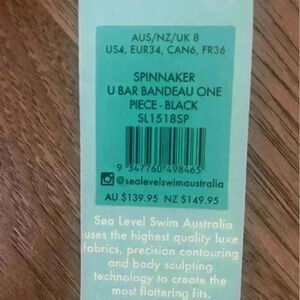 AUS/NZ/UK 8
US4, EUR34, CAN6, FR36
SPINNAKER
U BAR BANDEAU ONE
PIECE - BLACK
SL1518SP
9 347760 498465
@sealevelswimaustralia
AU $139.95 NZ $149.95
Sea Level Swim Australia
uses the highest quality luxe
fabrics, precision contouring
and body sculpting
technology to create the
most flattering fits,